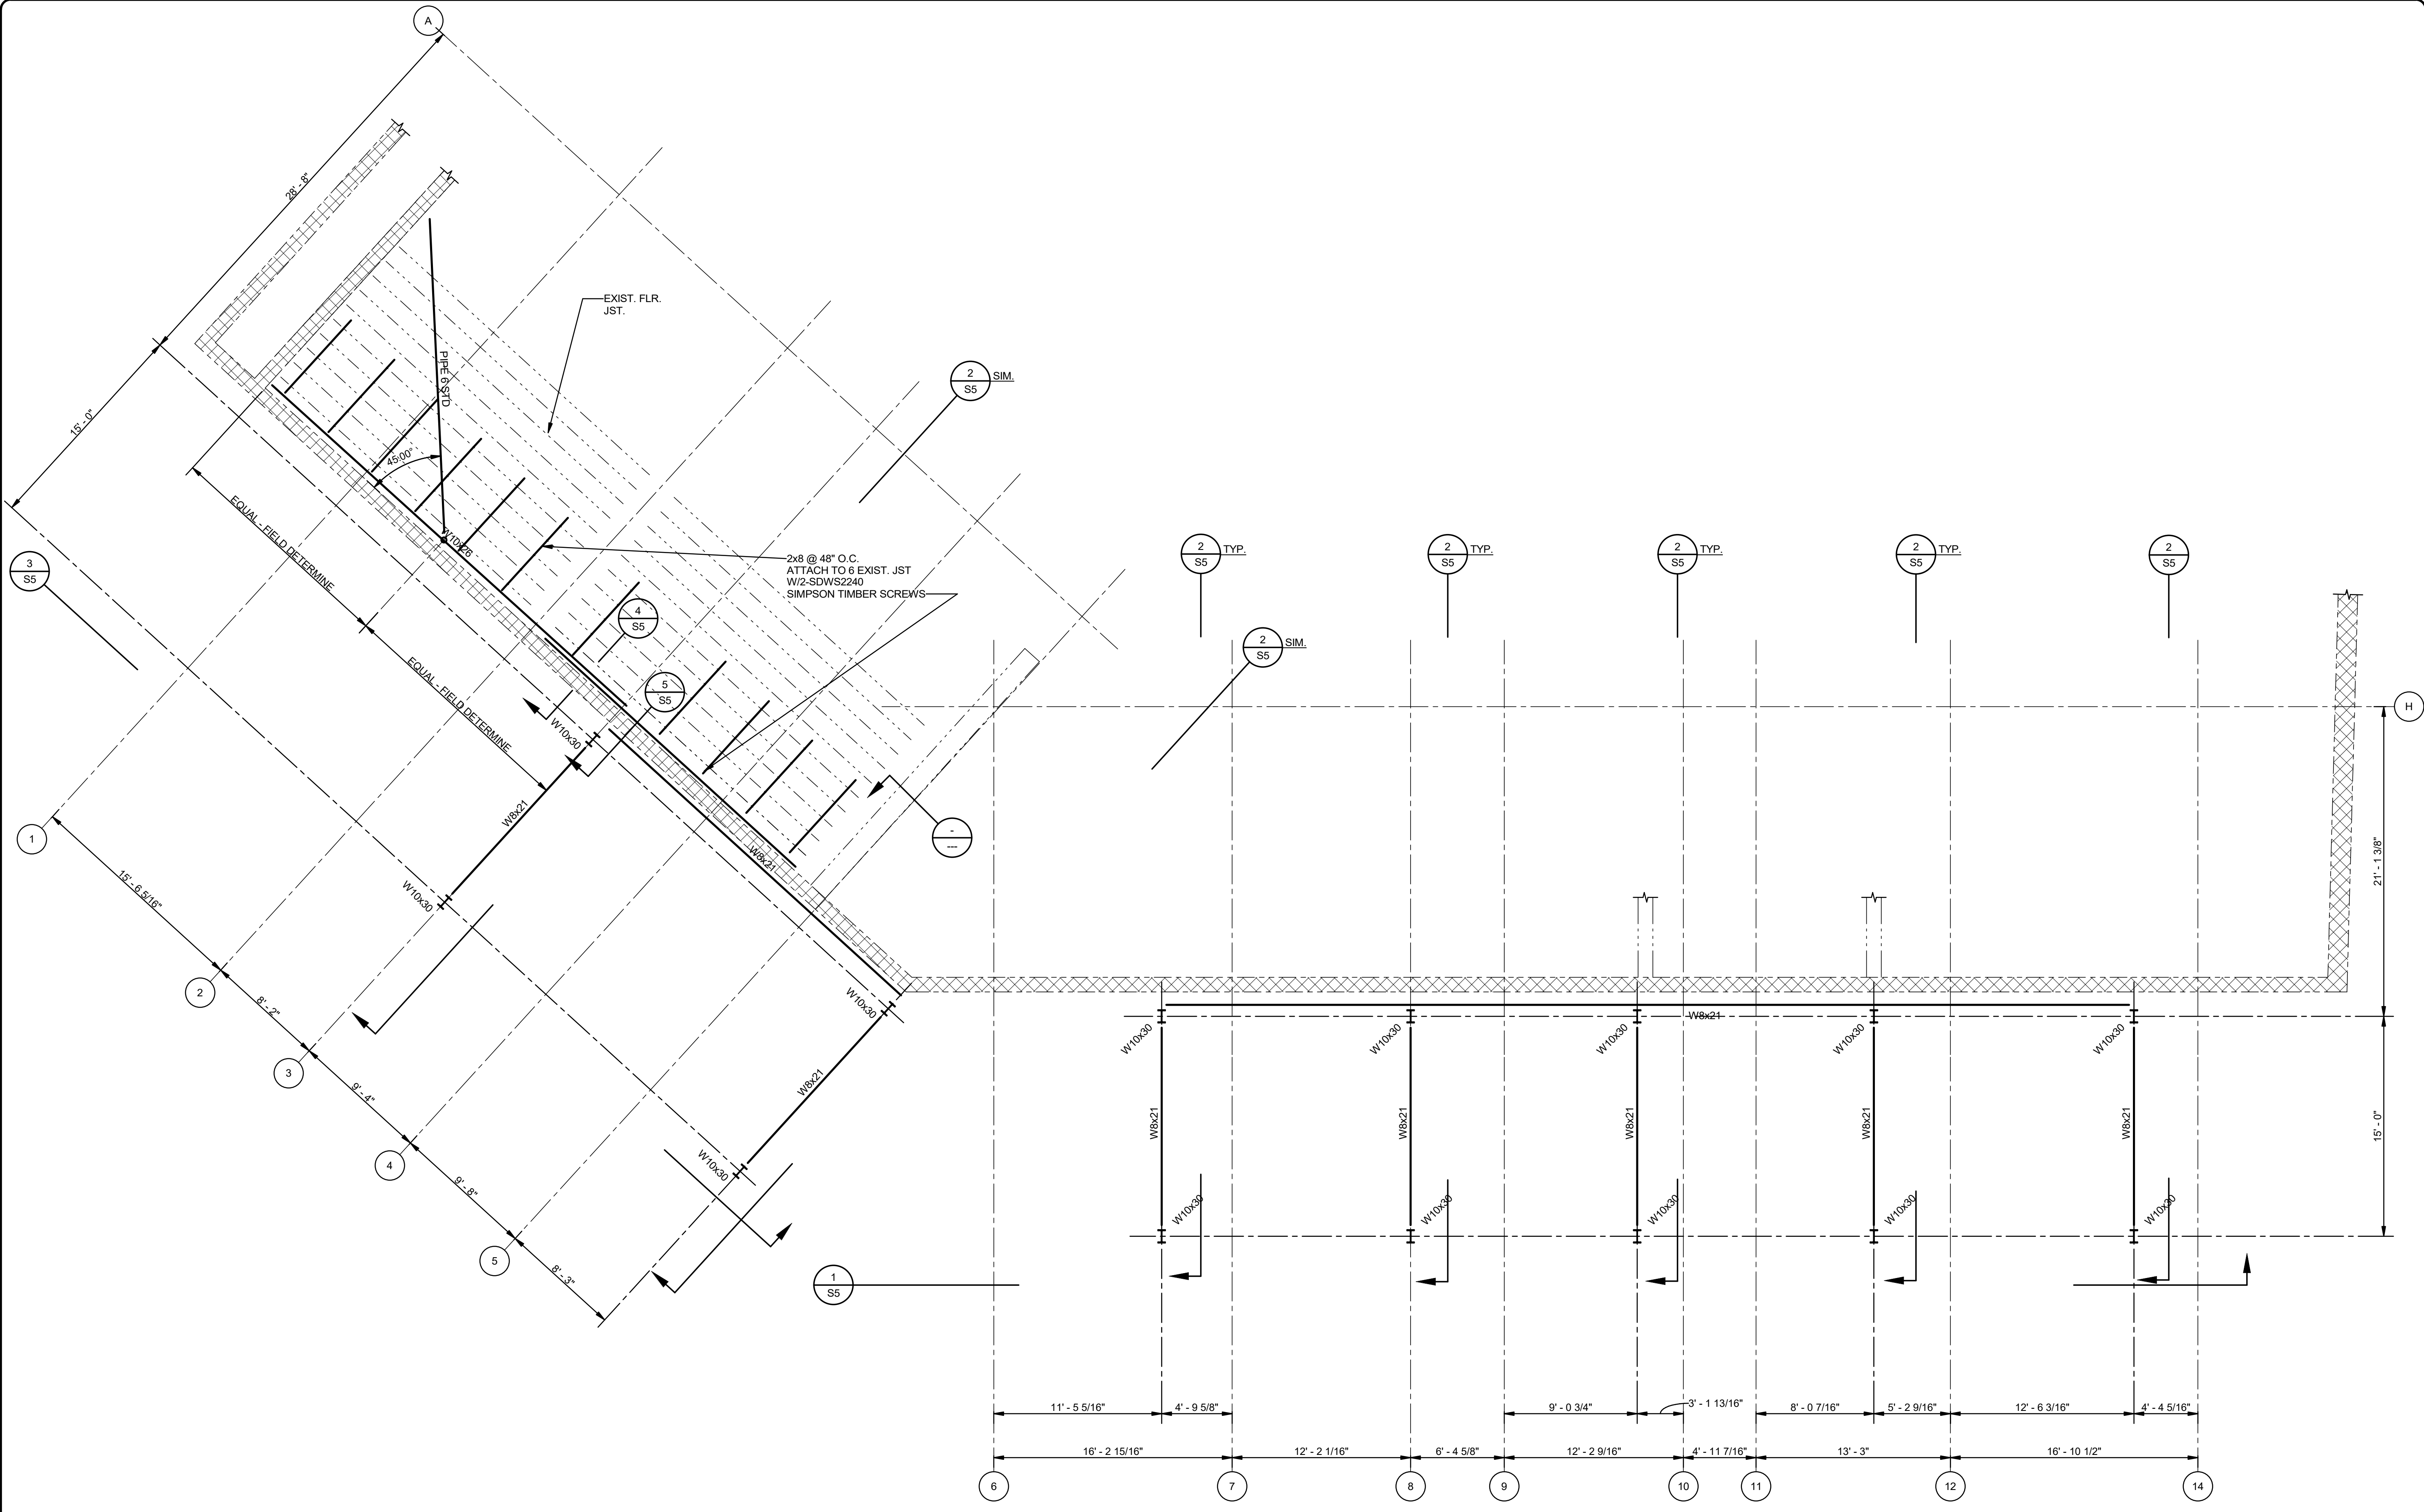 A
28' - 8"
EXIST. FLR.
JST.
PIPE 6 STD
2
S5
SIM.
15' - 0"
45.00°
EQUAL - FIELD DETERMINE
W10x26
2x8 @ 48" O.C.
ATTACH TO 6 EXIST. JST
W/2-SDWS2240
SIMPSON TIMBER SCREWS
3
S5
4
S5
5
S5
EQUAL - FIELD DETERMINE
W10x30
W8x21
W8x21
-
---
1
W10x30
15' - 6 5/16"
2
8' - 2"
3
9' - 4"
4
9' - 8"
5
8' - 3"
W10x30
W8x21
W10x30
2
S5
TYP.
2
S5
TYP.
2
S5
TYP.
2
S5
TYP.
2
S5
2
S5
SIM.
H
21' - 1 3/8"
W8x21
W10x30
W10x30
W10x30
W10x30
W10x30
W8x21
W8x21
W8x21
W8x21
W8x21
15' - 0"
W10x30
W10x30
W10x30
W10x30
W10x30
1
S5
11' - 5 5/16"
4' - 9 5/8"
9' - 0 3/4"
3' - 1 13/16"
8' - 0 7/16"
5' - 2 9/16"
12' - 6 3/16"
4' - 4 5/16"
16' - 2 15/16"
12' - 2 1/16"
6' - 4 5/8"
12' - 2 9/16"
4' - 11 7/16"
13' - 3"
16' - 10 1/2"
6
7
8
9
10
11
12
14